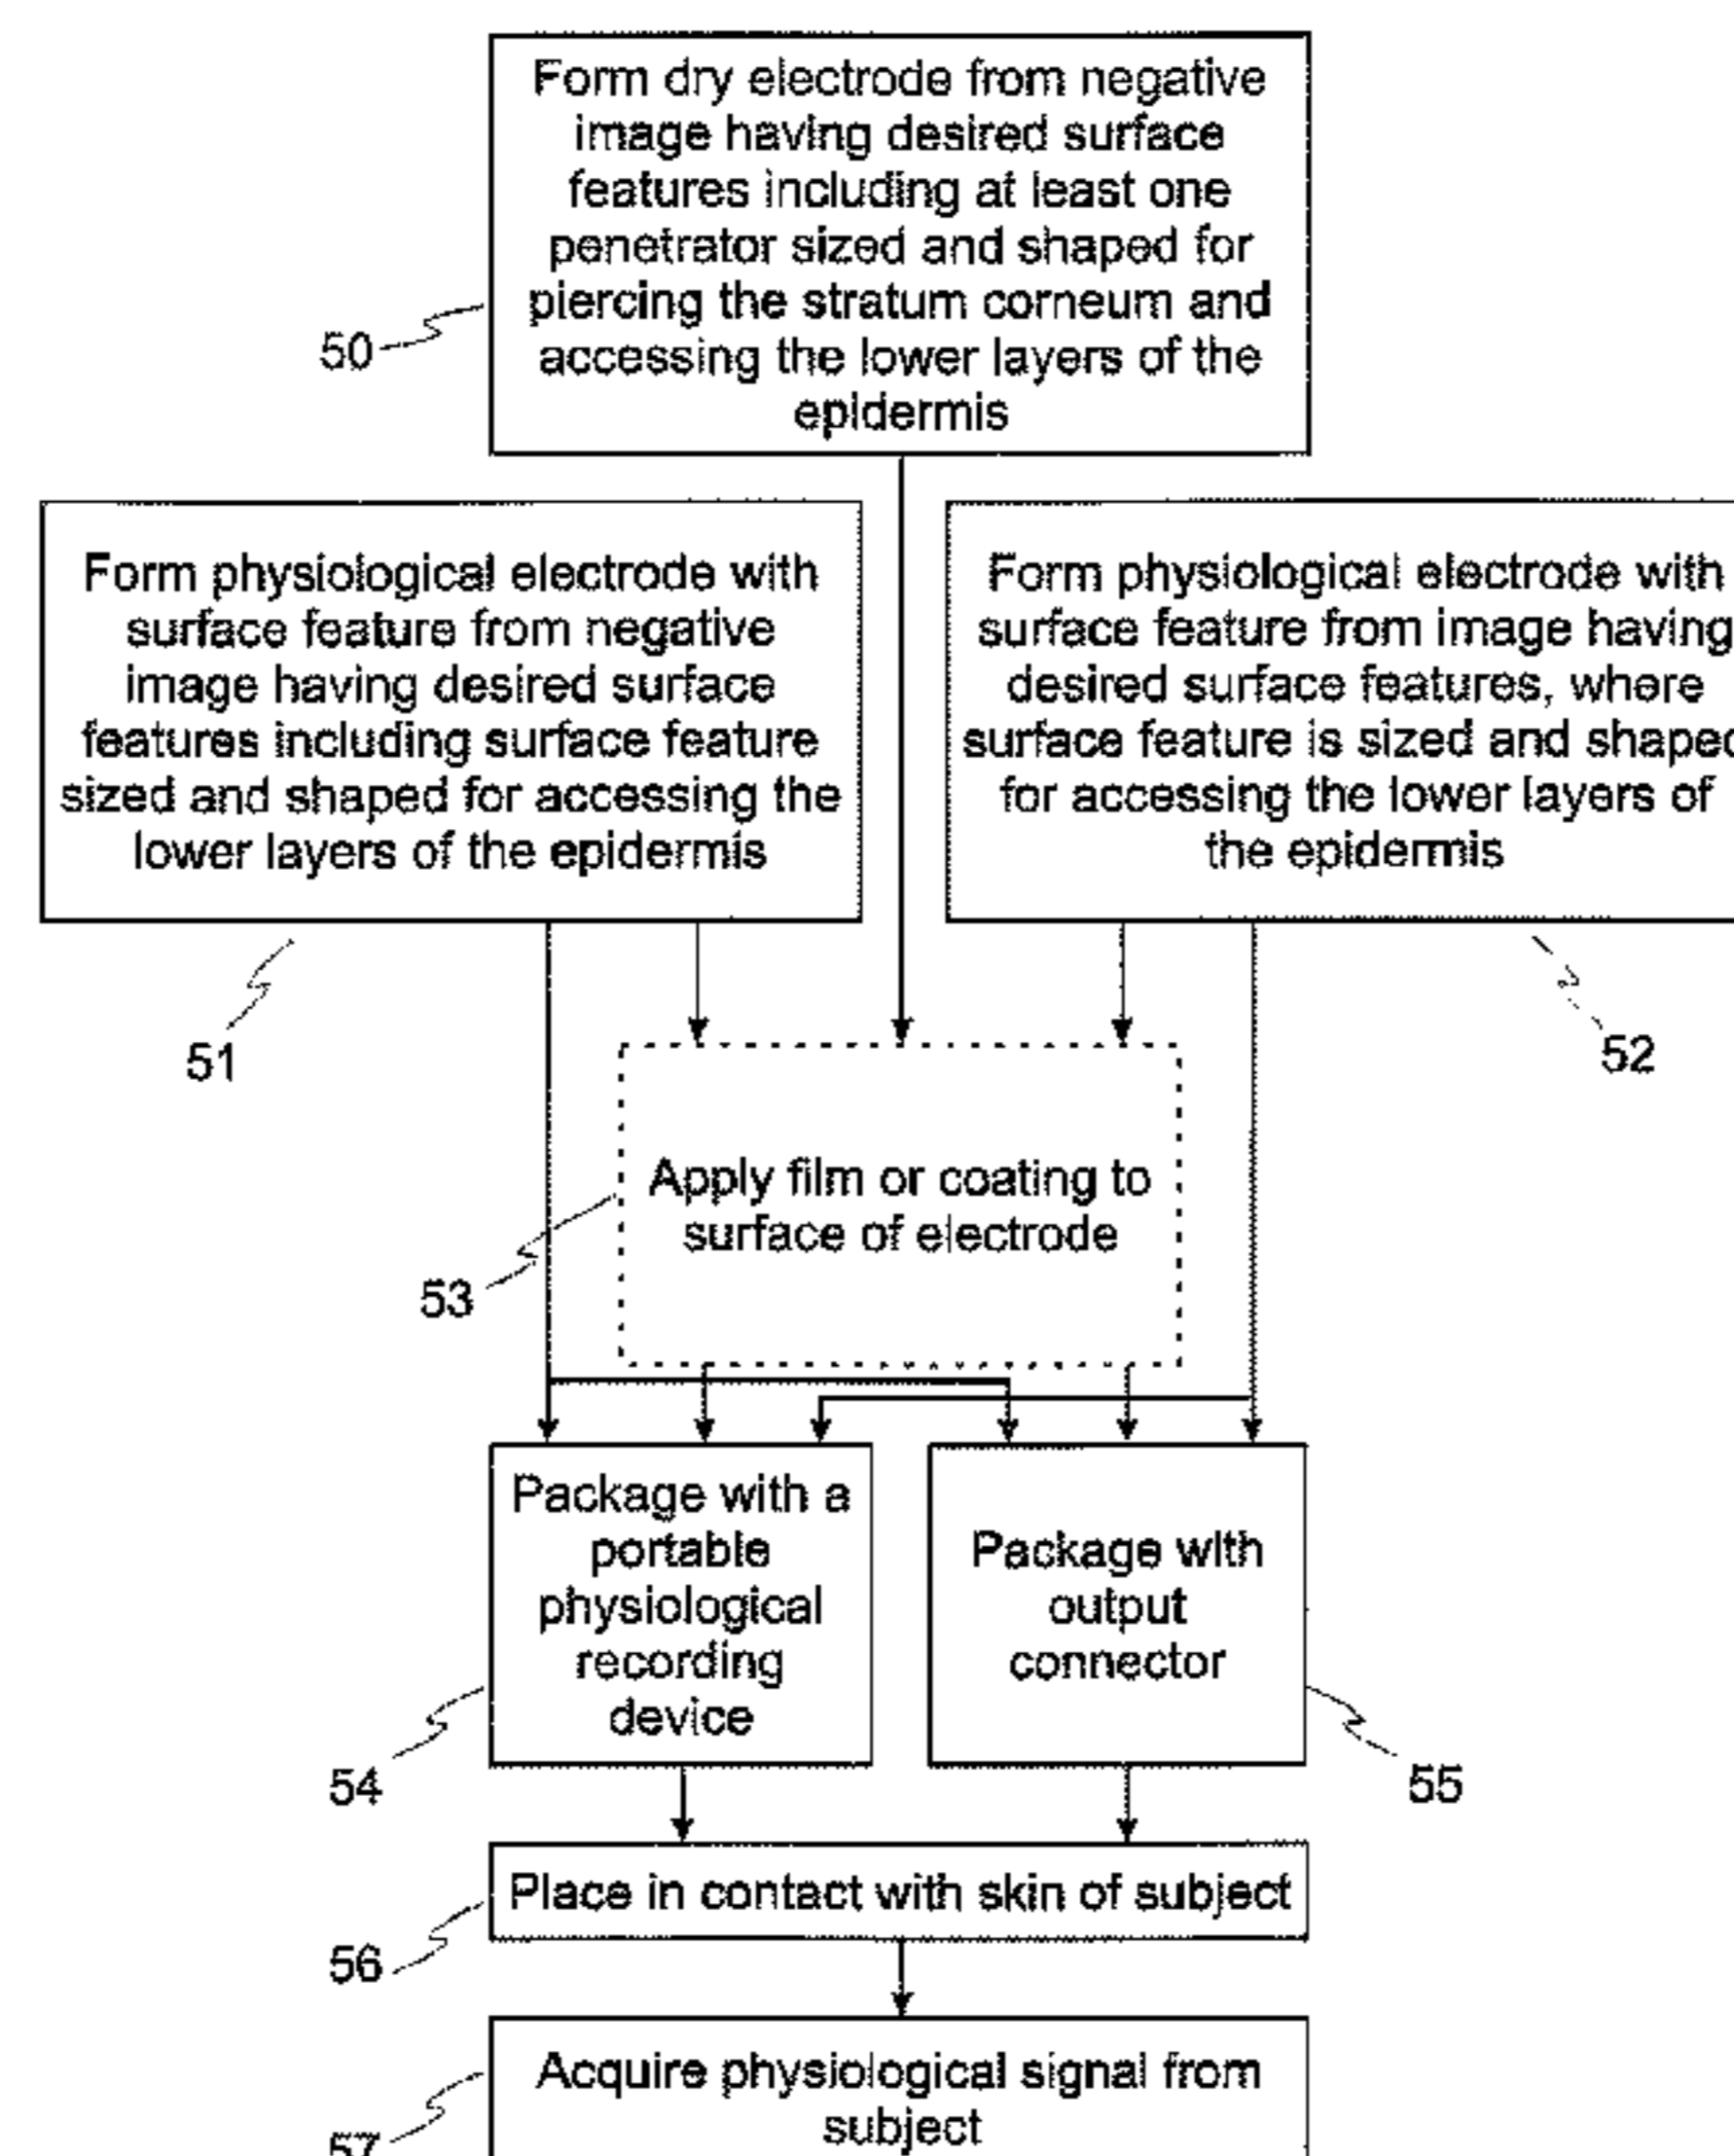 Form dry electrode from negative
image having desired surface
features including at least one
penetrator sized and shaped for
piercing the stratum corneum and
accessing the lower layers of the
epidermis
50
Form physiological electrode with
surface feature from negative
image having desired surface
features including surface feature
sized and shaped for accessing the
lower layers of the epidermis
51
Form physiological electrode with
surface feature from image having
desired surface features, where
surface feature is sized and shaped
for accessing the lower layers of
the epidermis
52
Apply film or coating to
surface of electrode
53
Package with a
portable
physiological
recording
device
54
Package with
output
connector
55
Place in contact with skin of subject
56
Acquire physiological signal from
subject
57